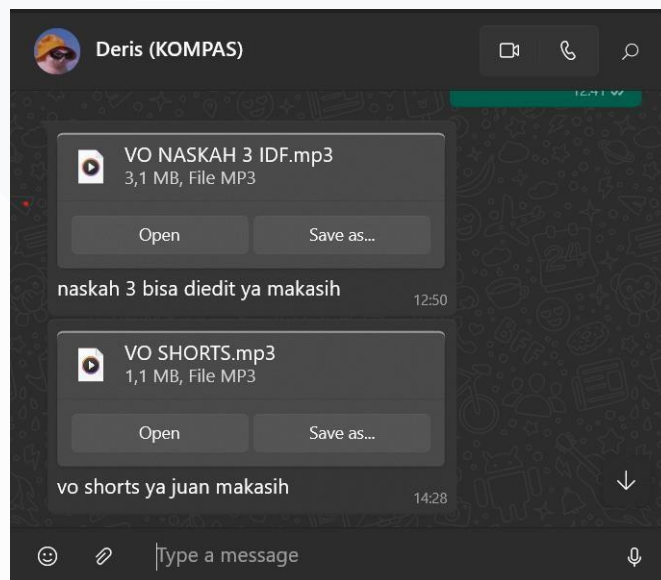 Deris (KOMPAS)
12:41
VO NASKAH 3 IDF.mp3
3,1 MB, File MP3
Open Save as...
naskah 3 bisa diedit ya makasih
12:50
VO SHORTS.mp3
1,1 MB, File MP3
Open Save as...
vo shorts ya juan makasih
14:28
Type a message